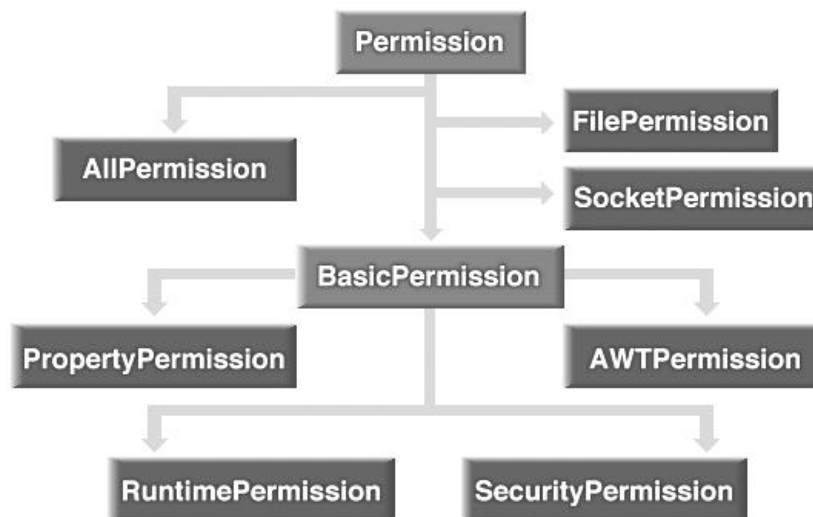 Permission
FilePermission
AllPermission
SocketPermission
BasicPermission
PropertyPermission
AWTPermission
RuntimePermission
SecurityPermission